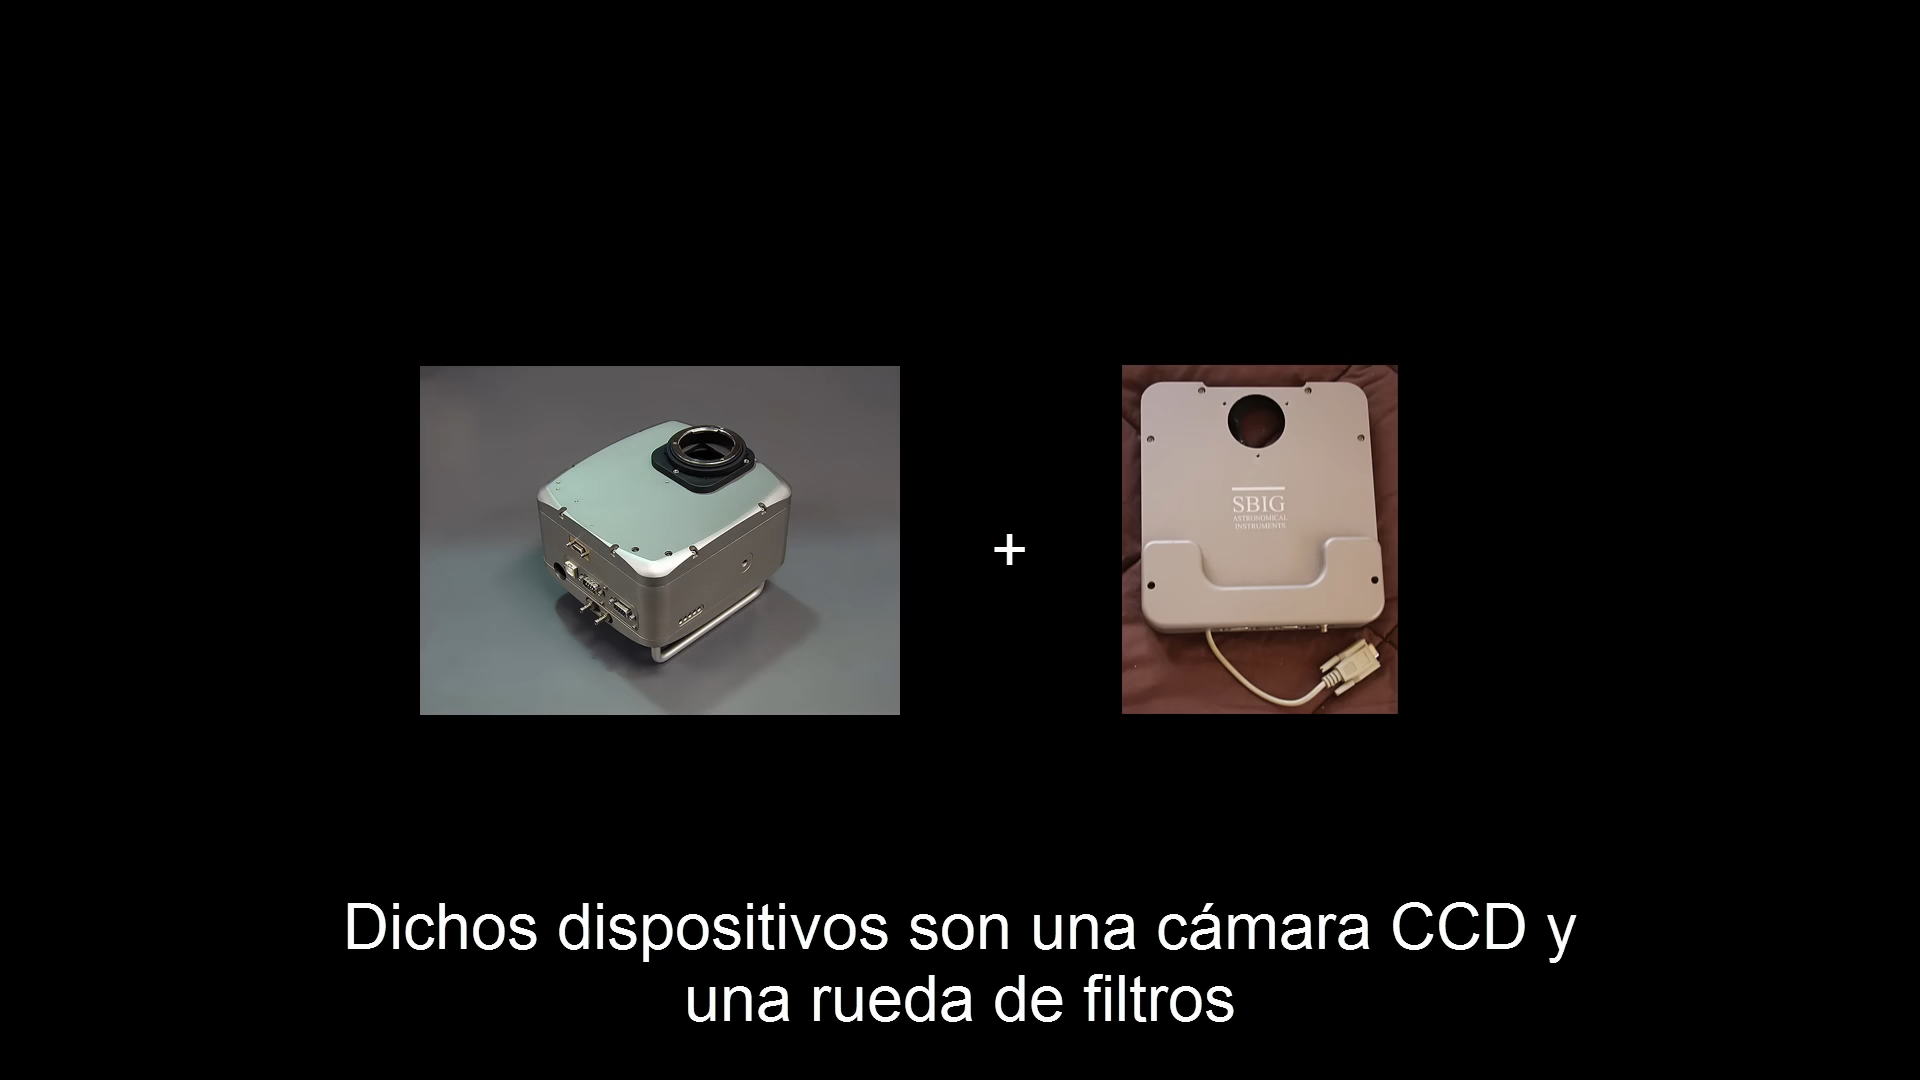 +
SBIG
ASTRONOMICAL
INSTRUMENTS
Dichos dispositivos son una cámara CCD y
una rueda de filtros